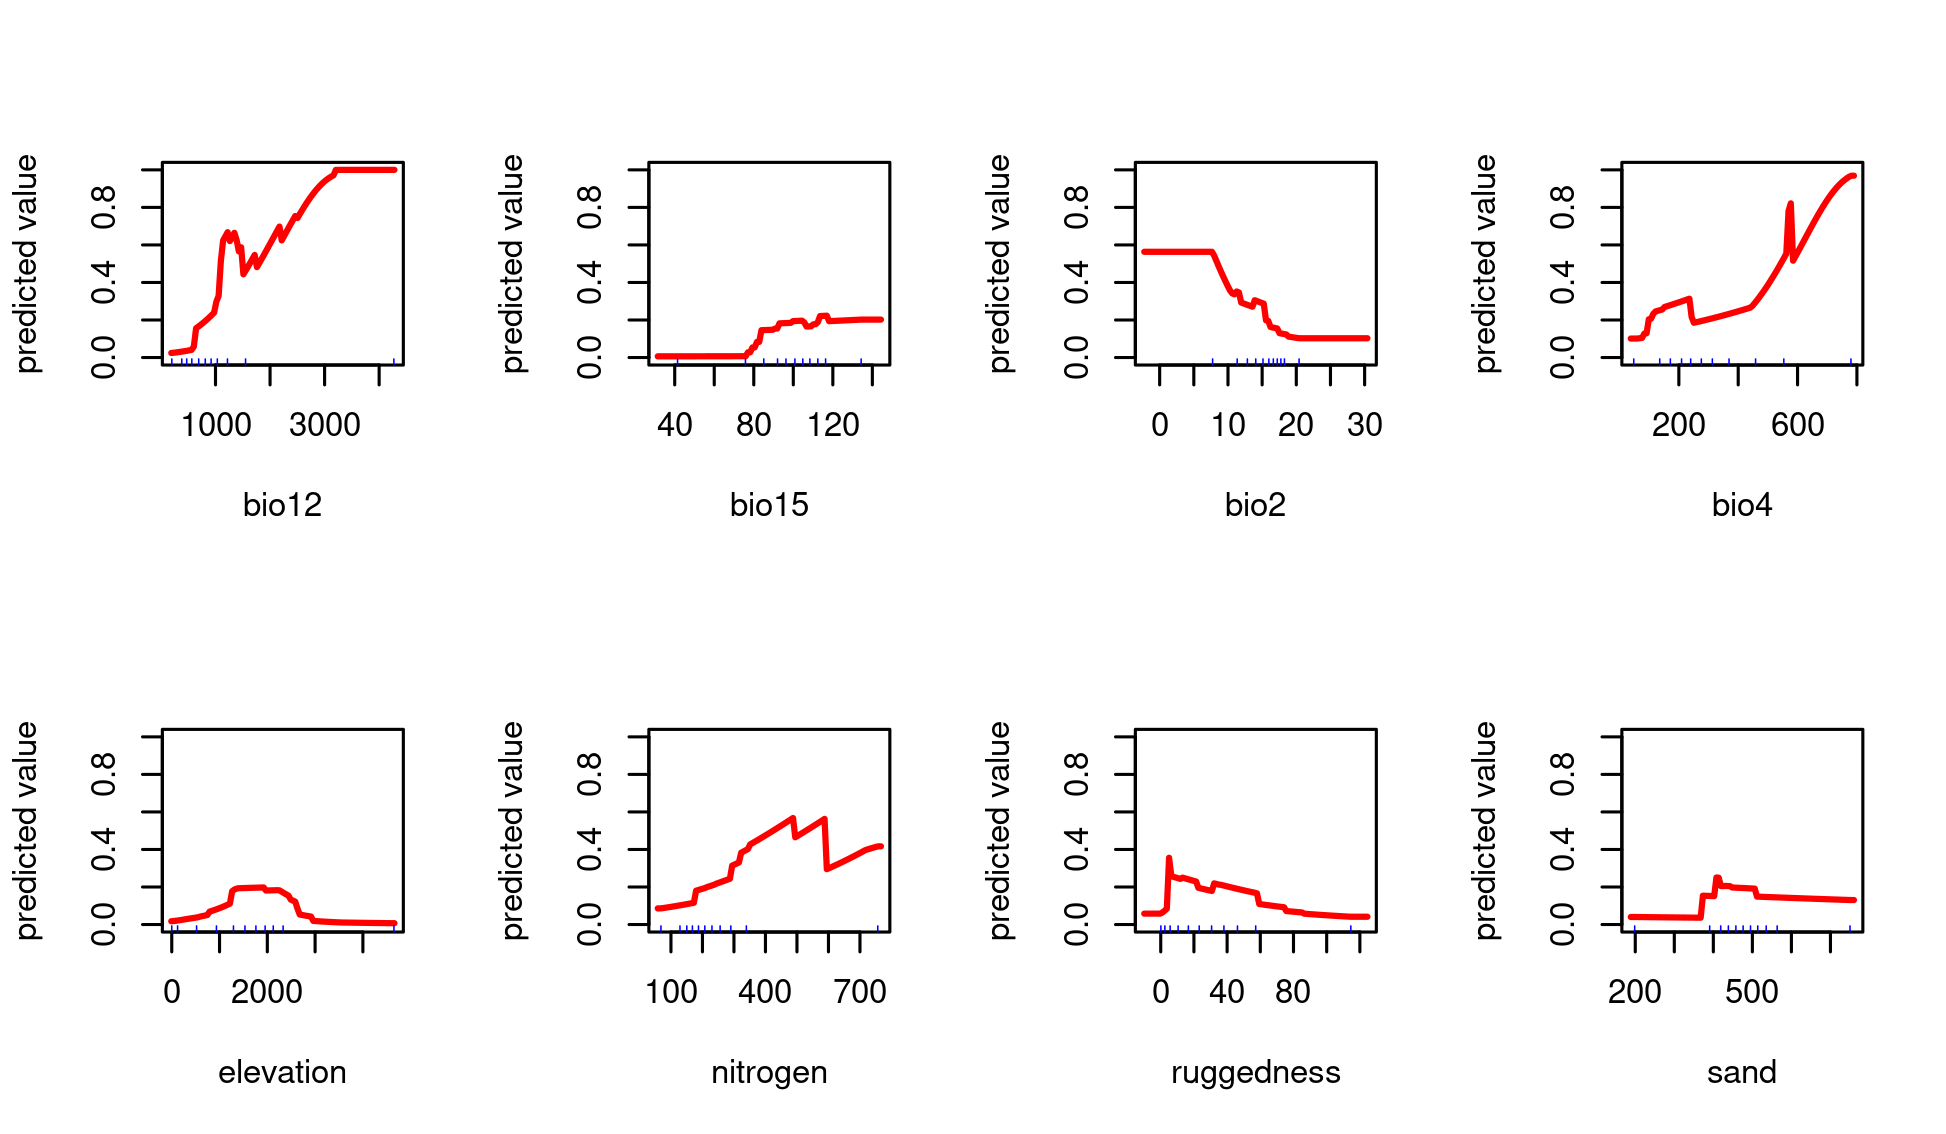 predicted value
0.0 0.4 0.8
1000 3000
bio12
predicted value
0.0 0.4 0.8
40 80 120
bio15
predicted value
0.0 0.4 0.8
0 10 20 30
bio2
predicted value
0.0 0.4 0.8
200 600
bio4
predicted value
0.0 0.4 0.8
0 2000
elevation
predicted value
0.0 0.4 0.8
100 400 700
nitrogen
predicted value
0.0 0.4 0.8
0 40 80
ruggedness
predicted value
0.0 0.4 0.8
200 500
sand